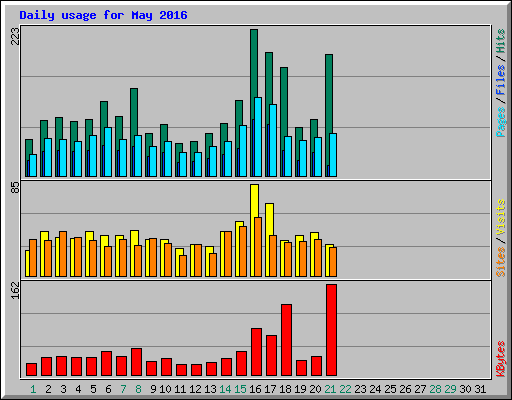 Daily usage for May 2016
223
Pages/Files/Hits
85
Sites/Visits
162
KBytes
1 2 3 4 5 6 7 8 9 10 11 12 13 14 15 16 17 18 19 20 21 22 23 24 25 26 27 28 29 30 31